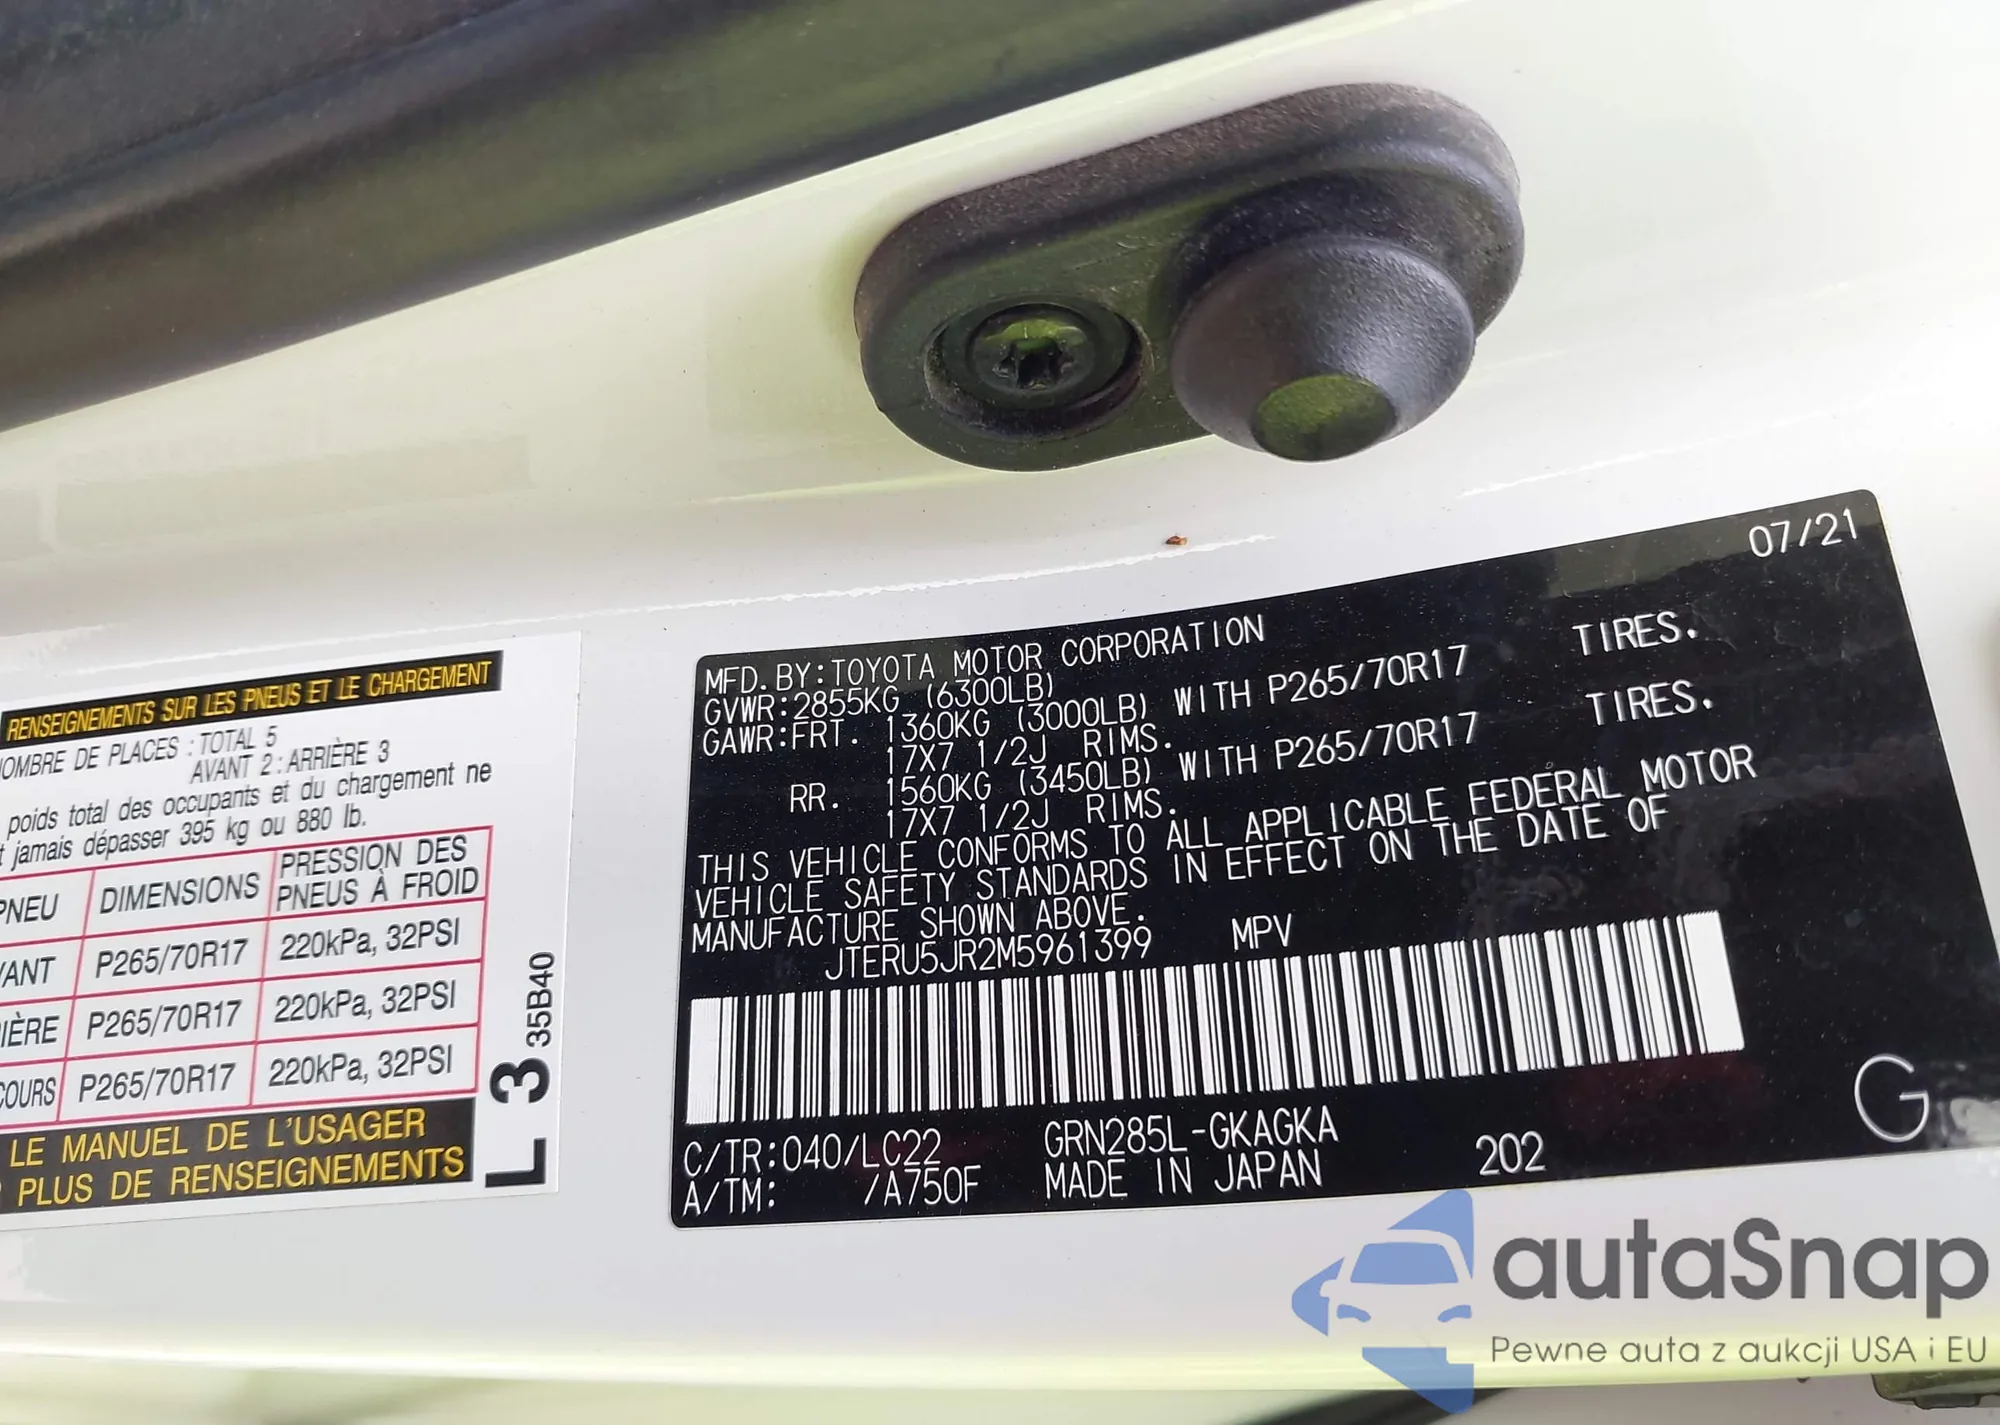 RENSEIGNEMENTS SUR LES PNEUS ET LE CHARGEMENT
OMBRE DE PLACES : TOTAL 5
AVANT 2 : ARRIÈRE 3
poids total des occupants et du chargement ne
t jamais dépasser 395 kg ou 880 lb.
PNEU DIMENSIONS PRESSION DES
PNEUS À FROID
VANT P265/70R17 220kPa, 32PSI
IÈRE P265/70R17 220kPa, 32PSI
COURS P265/70R17 220kPa, 32PSI
LE MANUEL DE L'USAGER
PLUS DE RENSEIGNEMENTS
L 3 35B40
07/21
MFD. BY: TOYOTA MOTOR CORPORATION
GVWR: 2855KG (6300LB)
GAWR: FRT. 1360KG (3000LB) WITH P265/70R17 TIRES.
17X7 1/2J RIMS.
RR. 1560KG (3450LB) WITH P265/70R17 TIRES.
17X7 1/2J RIMS.
THIS VEHICLE CONFORMS TO ALL APPLICABLE FEDERAL MOTOR
VEHICLE SAFETY STANDARDS IN EFFECT ON THE DATE OF
MANUFACTURE SHOWN ABOVE.
JTERU5JR2M5961399 MPV
C/TR: 040/LC22 GRN285L-GKAGKA
A/TM: /A750F MADE IN JAPAN 202
G
autaSnap
Pewne auta z aukcji USA i EU